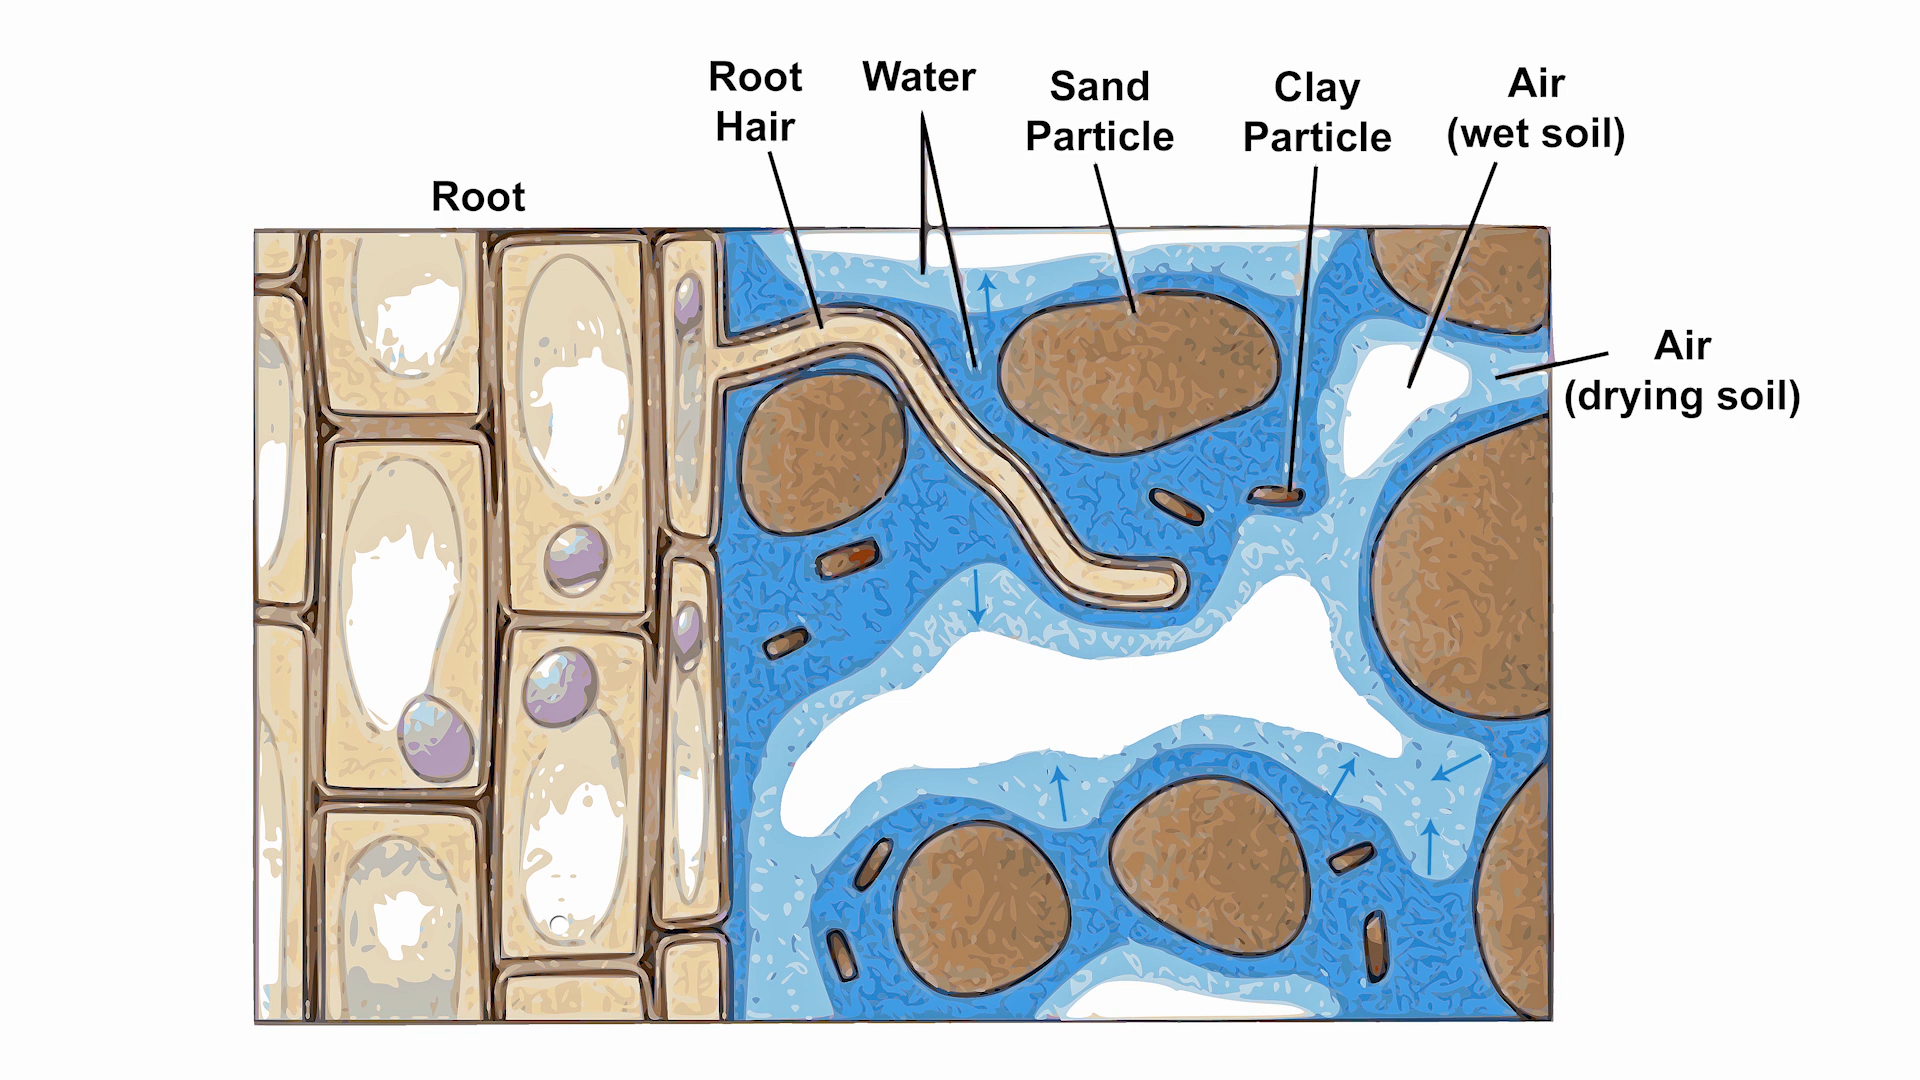 Root
Root
Hair
Water
Sand
Particle
Clay
Particle
Air
(wet soil)
Air
(drying soil)